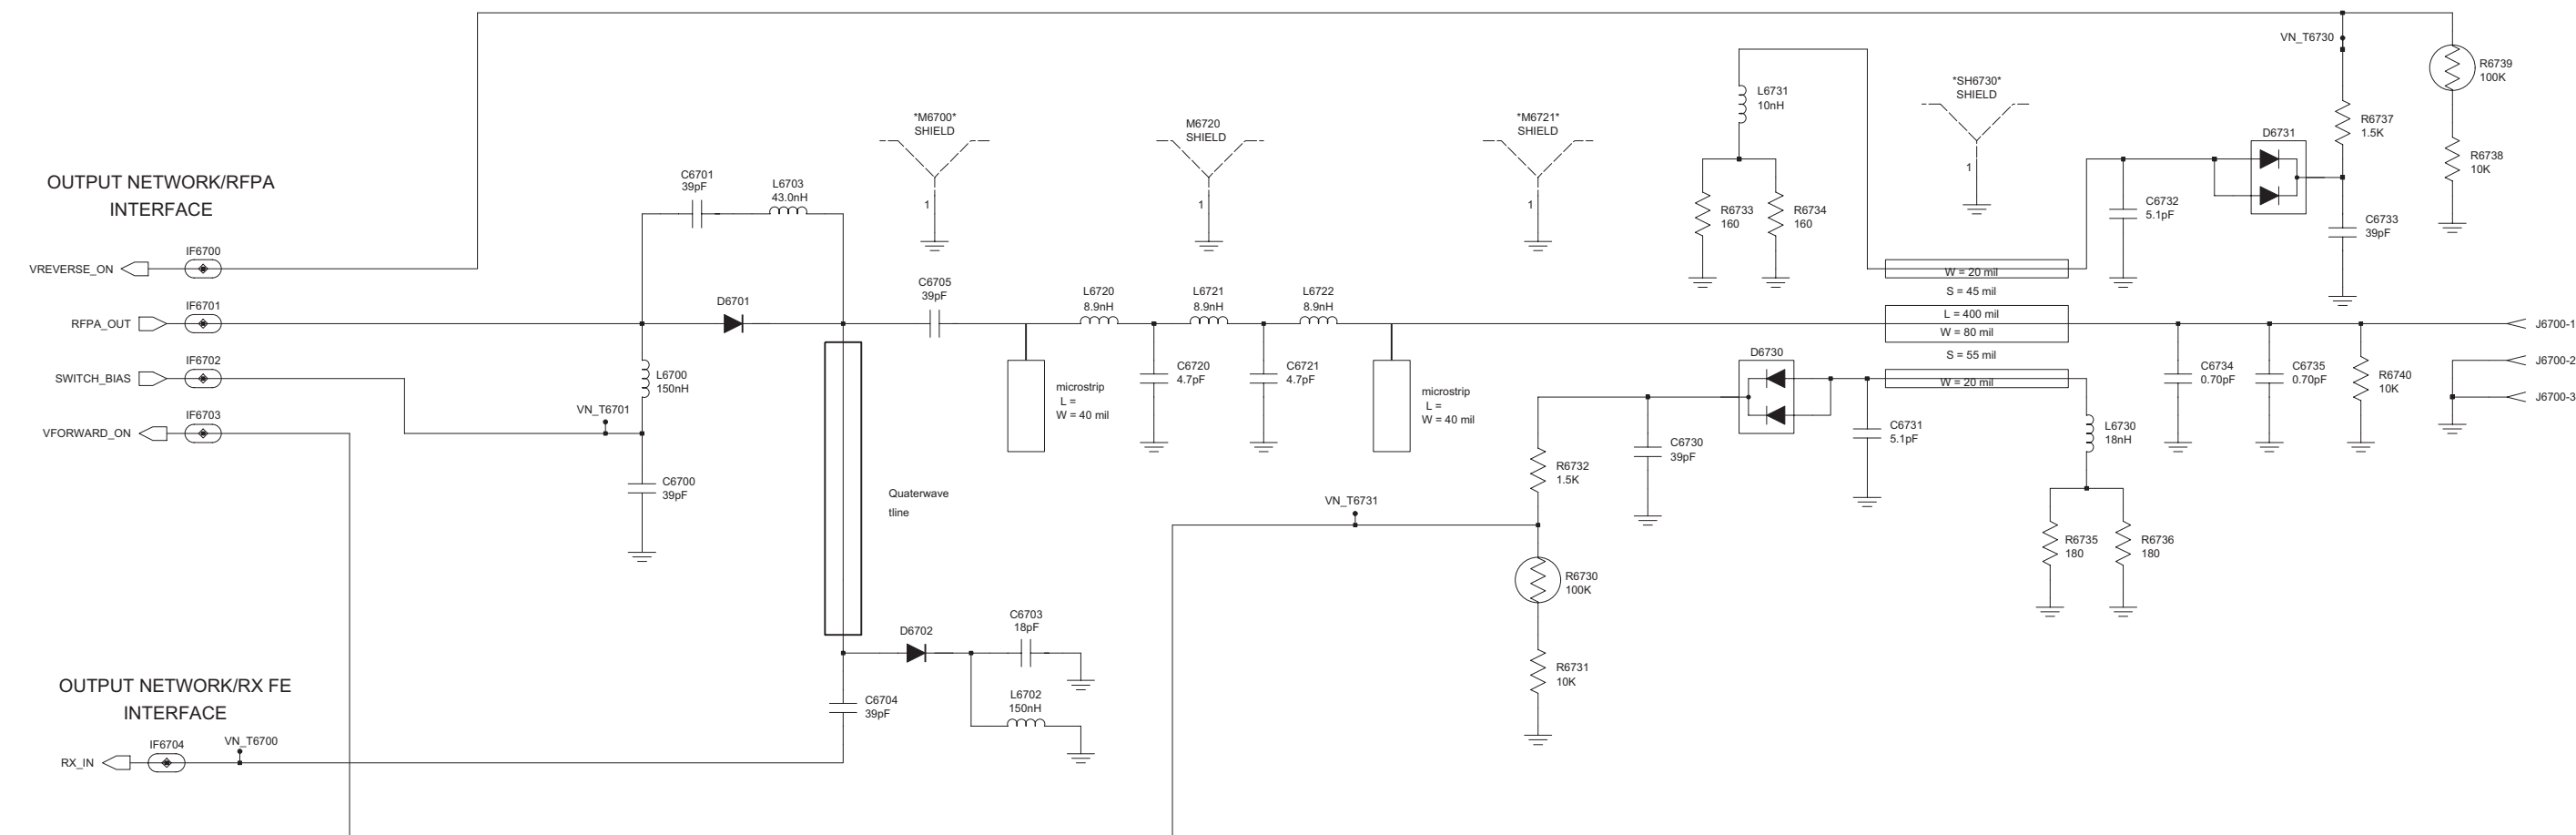 OUTPUT NETWORK/RFPA
INTERFACE
IF6700
VREVERSE_ON
IF6701
RFPA_OUT
IF6702
SWITCH_BIAS
IF6703
VFORWARD_ON
VN_T6701
C6701
39pF
L6703
43.0nH
D6701
L6700
150nH
C6700
39pF
*M6700*
SHIELD
1
M6720
SHIELD
1
*M6721*
SHIELD
1
C6705
39pF
L6720
8.9nH
L6721
8.9nH
L6722
8.9nH
microstrip
L =
W = 40 mil
C6720
4.7pF
C6721
4.7pF
microstrip
L =
W = 40 mil
Quaterwave
tline
D6702
C6703
18pF
L6702
150nH
C6704
39pF
OUTPUT NETWORK/RX FE
INTERFACE
IF6704
VN_T6700
RX_IN
L6731
10nH
R6733
160
R6734
160
*SH6730*
SHIELD
1
W = 20 mil
S = 45 mil
L = 400 mil
W = 80 mil
S = 55 mil
W = 20 mil
C6732
5.1pF
D6731
VN_T6730
R6737
1.5K
C6733
39pF
R6739
100K
R6738
10K
D6730
C6731
5.1pF
C6730
39pF
R6732
1.5K
VN_T6731
R6730
100K
R6731
10K
L6730
18nH
R6735
180
R6736
180
C6734
0.70pF
C6735
0.70pF
R6740
10K
J6700-1
J6700-2
J6700-3